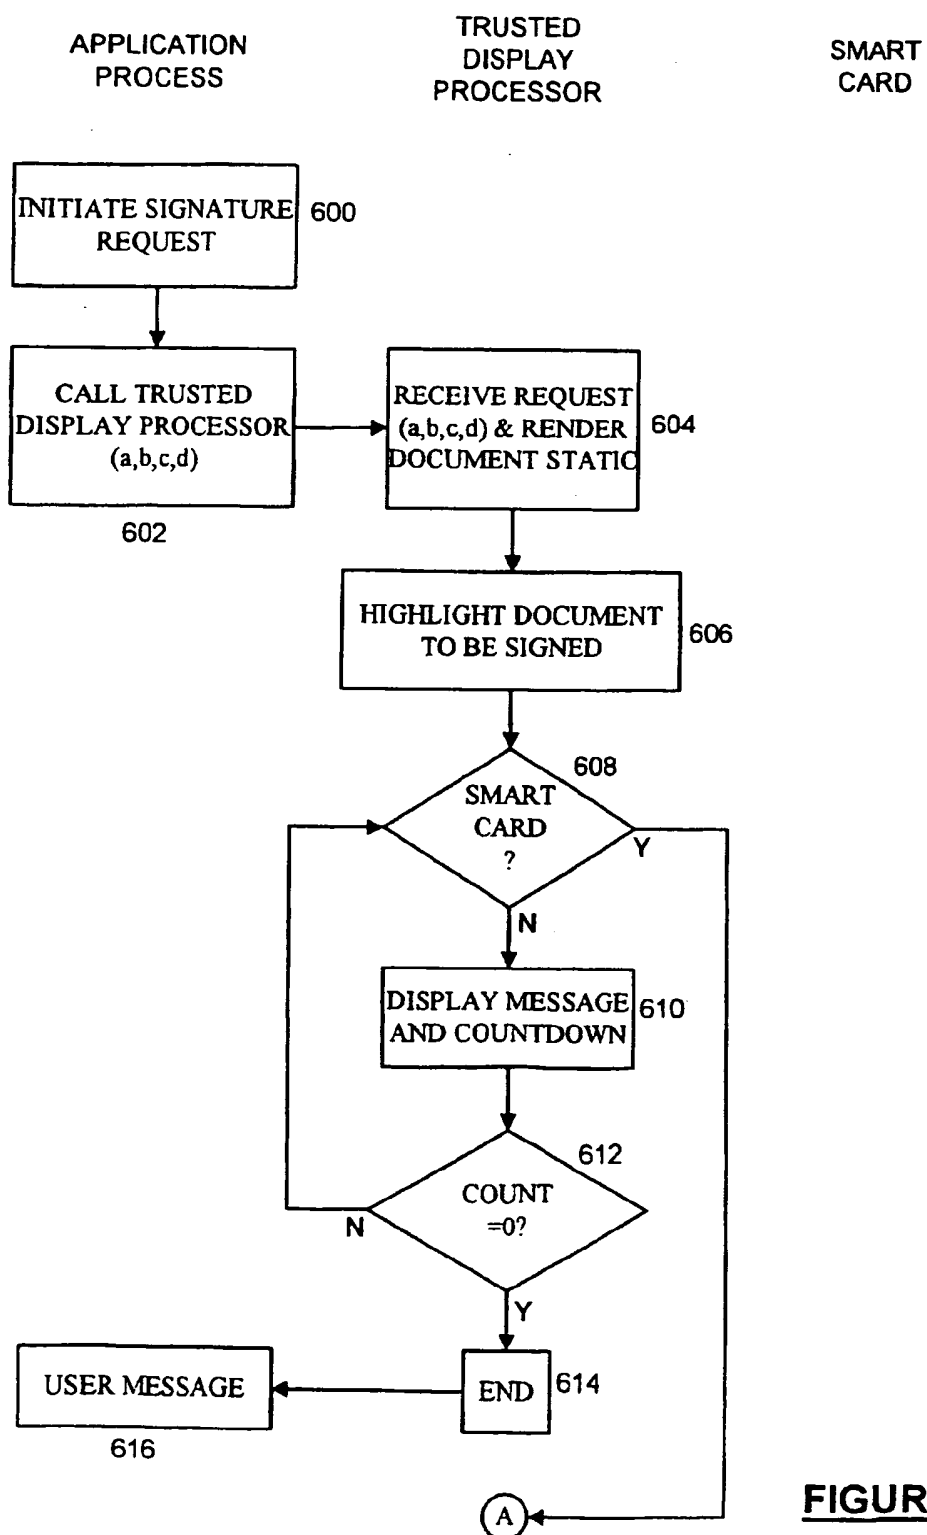 APPLICATION
PROCESS
TRUSTED
DISPLAY
PROCESSOR
SMART
CARD
INITIATE SIGNATURE
REQUEST
600
CALL TRUSTED
DISPLAY PROCESSOR
(a,b,c,d)
602
RECEIVE REQUEST
(a,b,c,d) & RENDER
DOCUMENT STATIC
604
HIGHLIGHT DOCUMENT
TO BE SIGNED
606
608
SMART
CARD
?
Y
N
DISPLAY MESSAGE
AND COUNTDOWN
610
612
COUNT
=0?
N
Y
USER MESSAGE
616
END
614
A
FIGUR